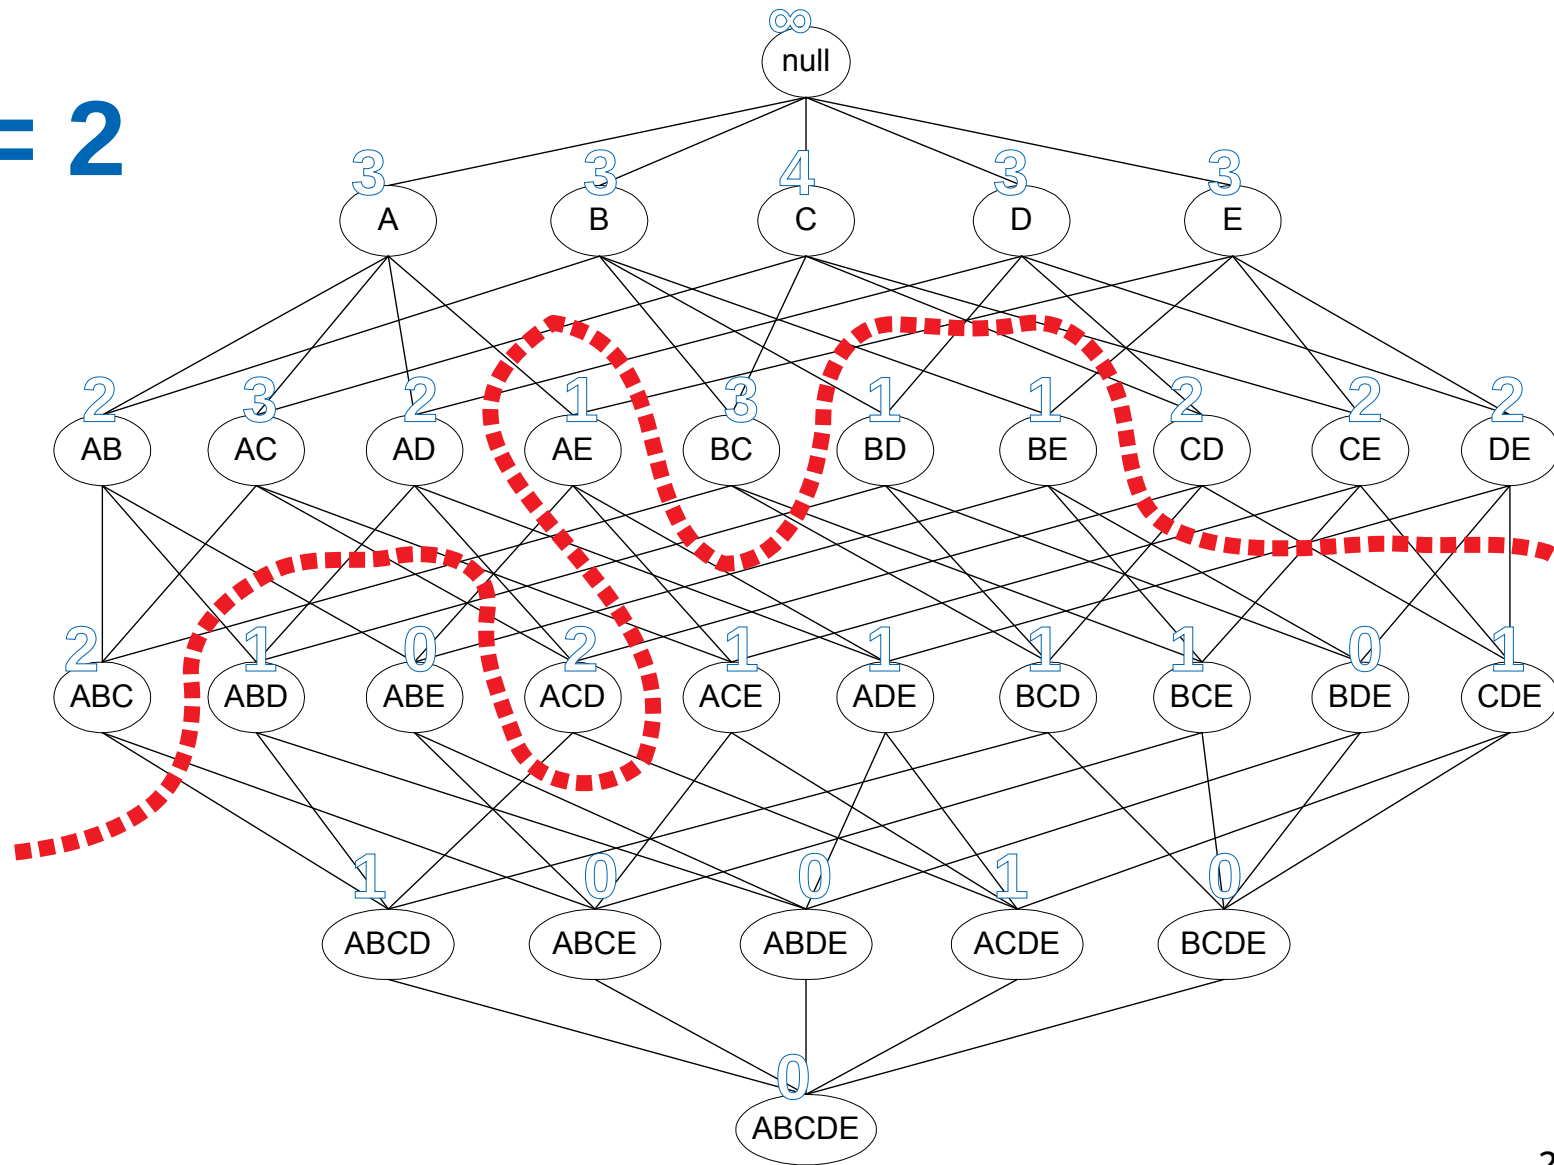 ∞
null
= 2
3 3 4 3 3
A B C D E
2 3 2 1 3 1 1 2 2 2
AB AC AD AE BC BD BE CD CE DE
2 1 0 2 1 1 1 1 0 1
ABC ABD ABE ACD ACE ADE BCD BCE BDE CDE
1 0 0 1 0
ABCD ABCE ABDE ACDE BCDE
0
ABCDE
2